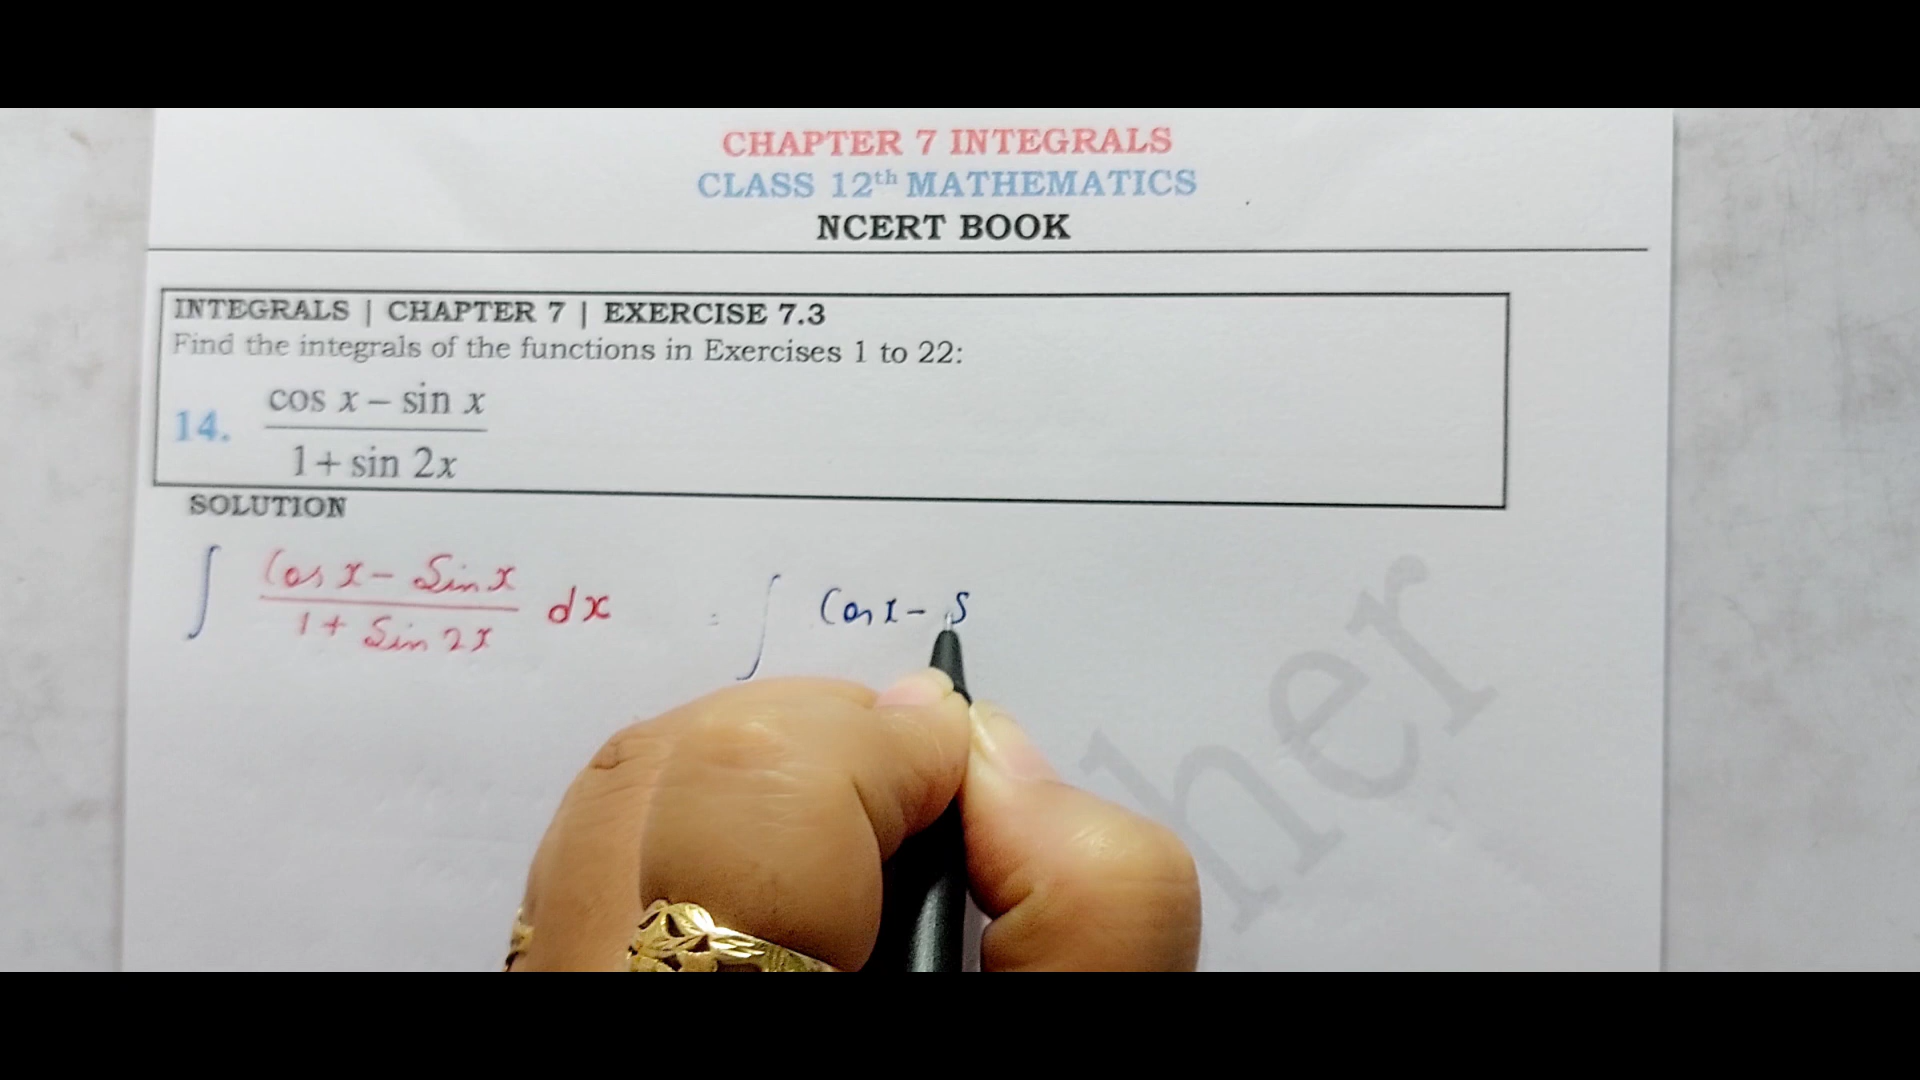 CHAPTER 7 INTEGRALS
CLASS 12th MATHEMATICS
NCERT BOOK
INTEGRALS | CHAPTER 7 | EXERCISE 7.3
Find the integrals of the functions in Exercises 1 to 22:
14. cos x – sin x
1 + sin 2x
SOLUTION
∫ Cos x - Sin x / 1 + Sin 2x dx = ∫ Cos x - S
her